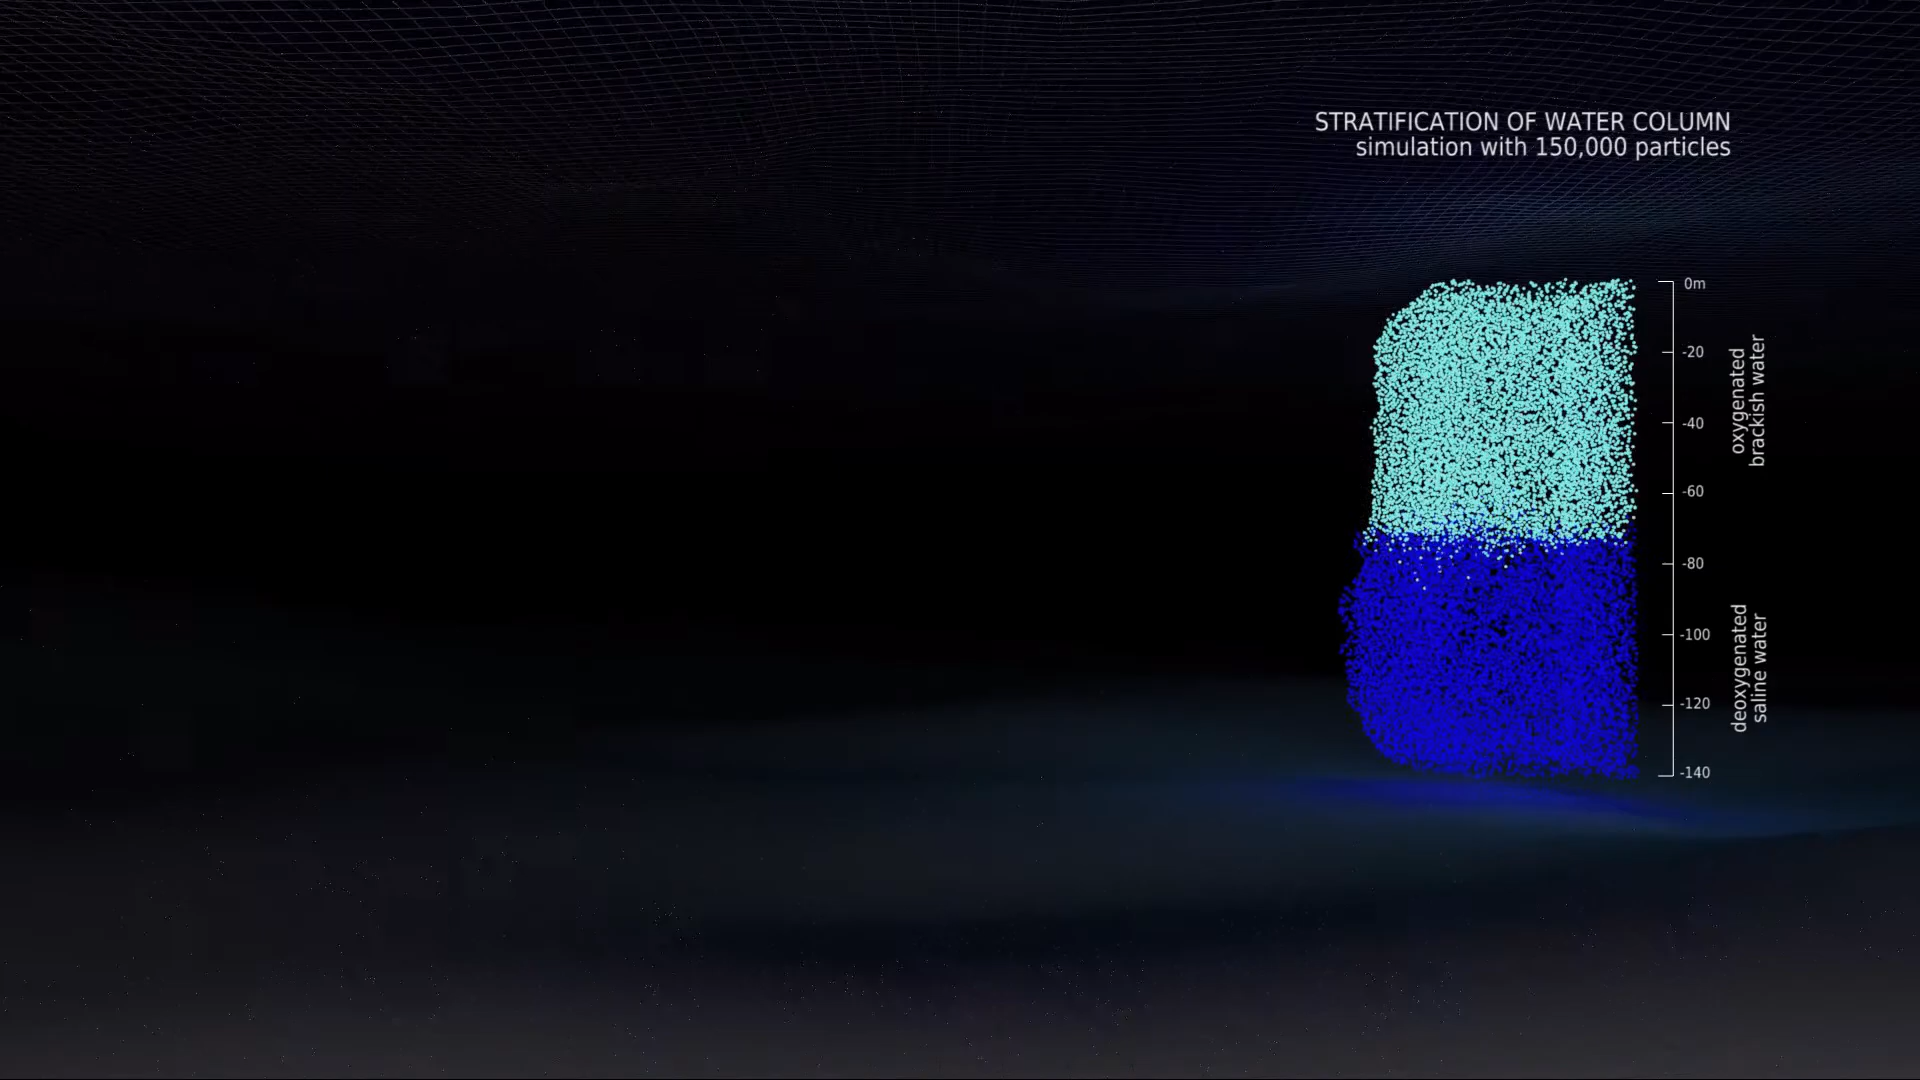 STRATIFICATION OF WATER COLUMN
simulation with 150,000 particles
0m
-20
-40
-60
-80
-100
-120
-140
oxygenated
brackish water
deoxygenated
saline water